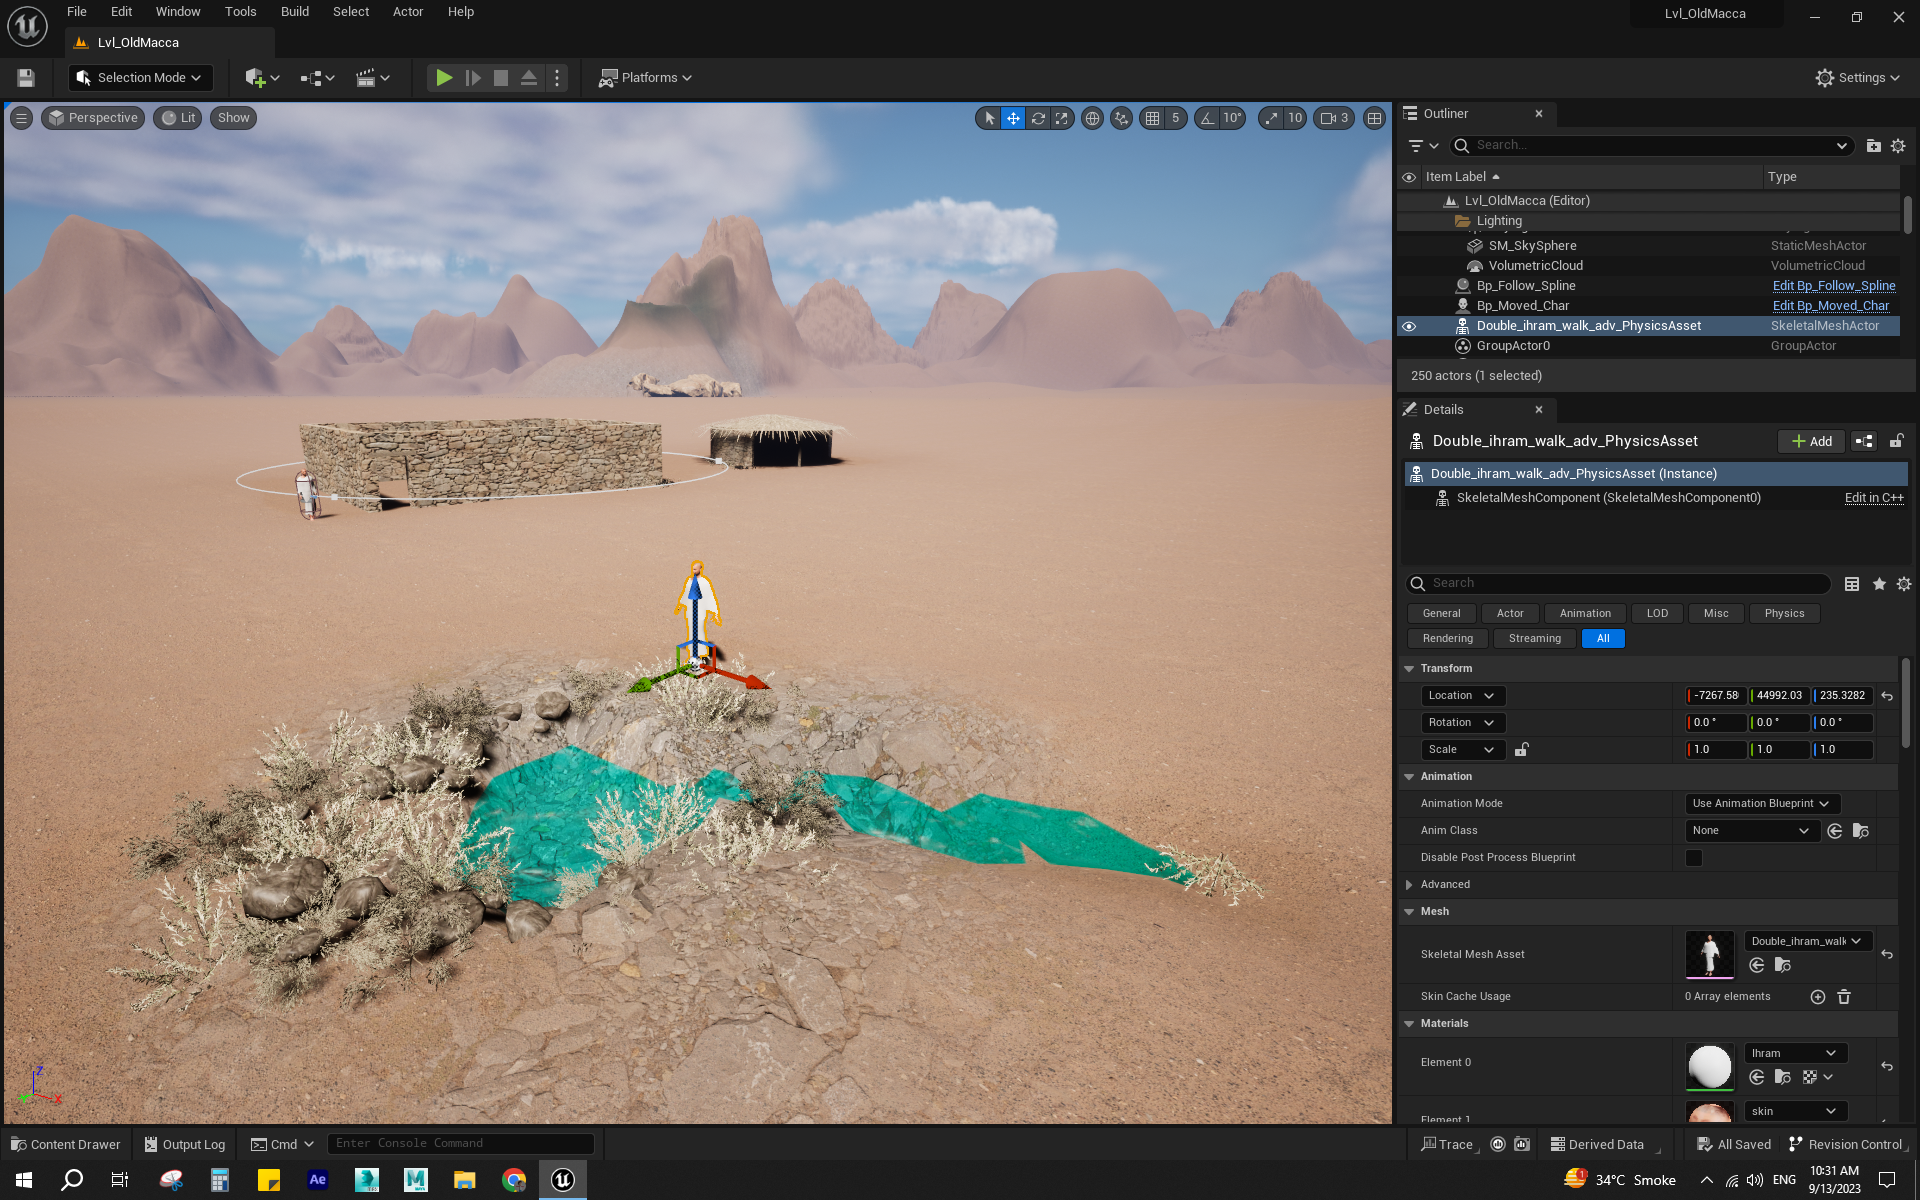 File Edit Window Tools Build Select Actor Help
Lvl_OldMacca
Lvl_OldMacca
Selection Mode
Platforms
Settings
Perspective Lit Show
5 10° 10 3
Outliner
Search...
Item Label Type
Lvl_OldMacca (Editor)
Lighting
SM_SkySphere StaticMeshActor
VolumetricCloud VolumetricCloud
Bp_Follow_Spline Edit Bp_Follow_Spline
Bp_Moved_Char Edit Bp_Moved_Char
Double_ihram_walk_adv_PhysicsAsset SkeletalMeshActor
GroupActor0 GroupActor
250 actors (1 selected)
Details
Double_ihram_walk_adv_PhysicsAsset
Add
Double_ihram_walk_adv_PhysicsAsset (Instance)
SkeletalMeshComponent (SkeletalMeshComponent0) Edit in C++
Search
General Actor Animation LOD Misc Physics
Rendering Streaming All
Transform
Location -7267.58 44992.03 235.3282
Rotation 0.0 ° 0.0 ° 0.0 °
Scale 1.0 1.0 1.0
Animation
Animation Mode Use Animation Blueprint
Anim Class None
Disable Post Process Blueprint
Advanced
Mesh
Skeletal Mesh Asset Double_ihram_walk
Skin Cache Usage 0 Array elements
Materials
Element 0 Ihram
Element 1 skin
Z
X
Content Drawer Output Log Cmd Enter Console Command
Trace Derived Data All Saved Revision Control
Ae
M
34°C Smoke
ENG
10:31 AM
9/13/2023